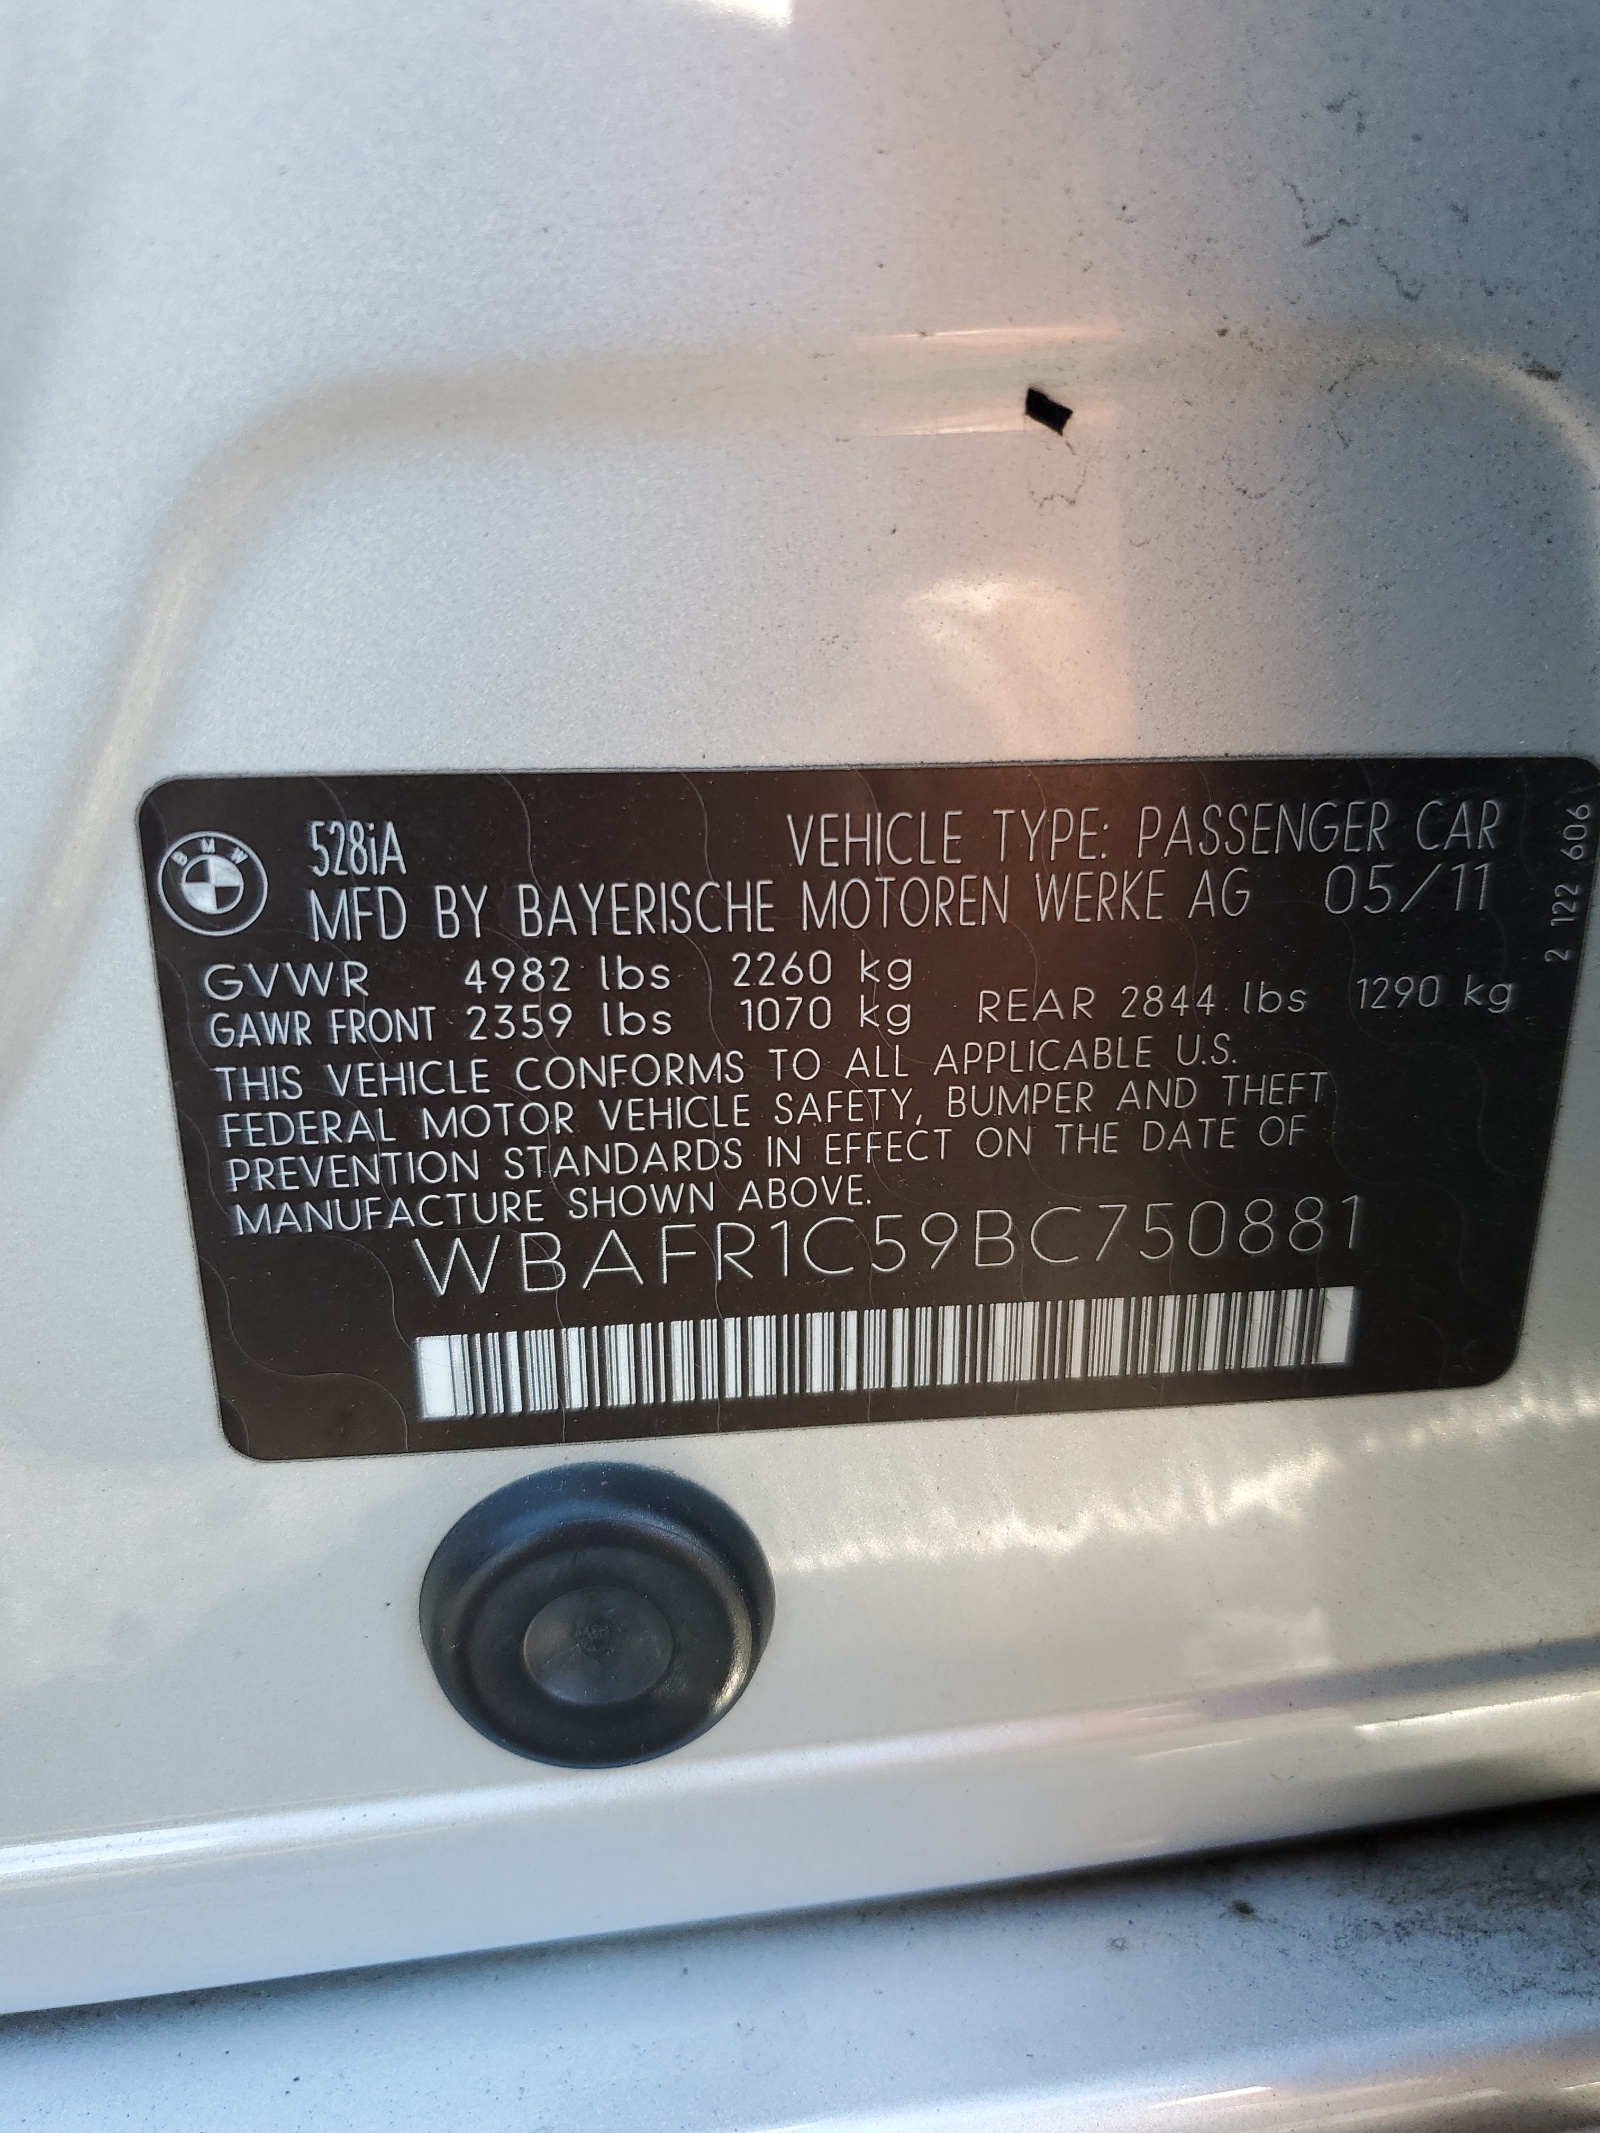 BMW
528iA VEHICLE TYPE: PASSENGER CAR
MFD BY BAYERISCHE MOTOREN WERKE AG 05/11
GVWR 4982 lbs 2260 kg
GAWR FRONT 2359 lbs 1070 kg REAR 2844 lbs 1290 kg
THIS VEHICLE CONFORMS TO ALL APPLICABLE U.S.
FEDERAL MOTOR VEHICLE SAFETY, BUMPER AND THEFT
PREVENTION STANDARDS IN EFFECT ON THE DATE OF
MANUFACTURE SHOWN ABOVE.
WBAFR1C59BC750881
2 122 606